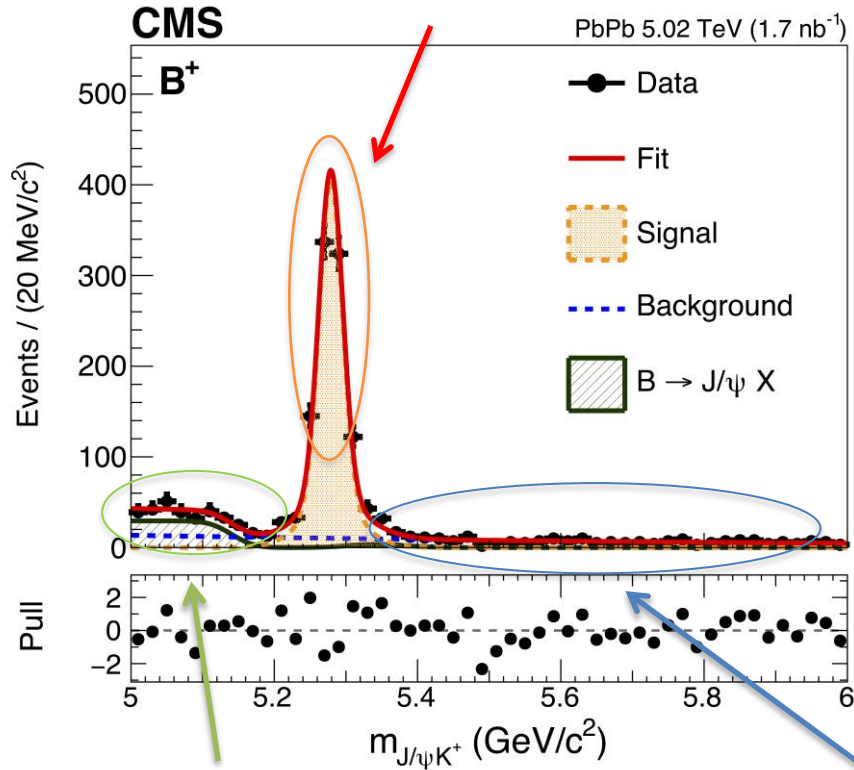 CMS
PbPb 5.02 TeV (1.7 nb⁻¹)
B⁺
Data
Fit
Signal
Background
B → J/ψ X
Events / (20 MeV/c²)
500
400
300
200
100
0
Pull
2
0
−2
5
5.2
5.4
5.6
5.8
6
m_{J/ψK⁺} (GeV/c²)